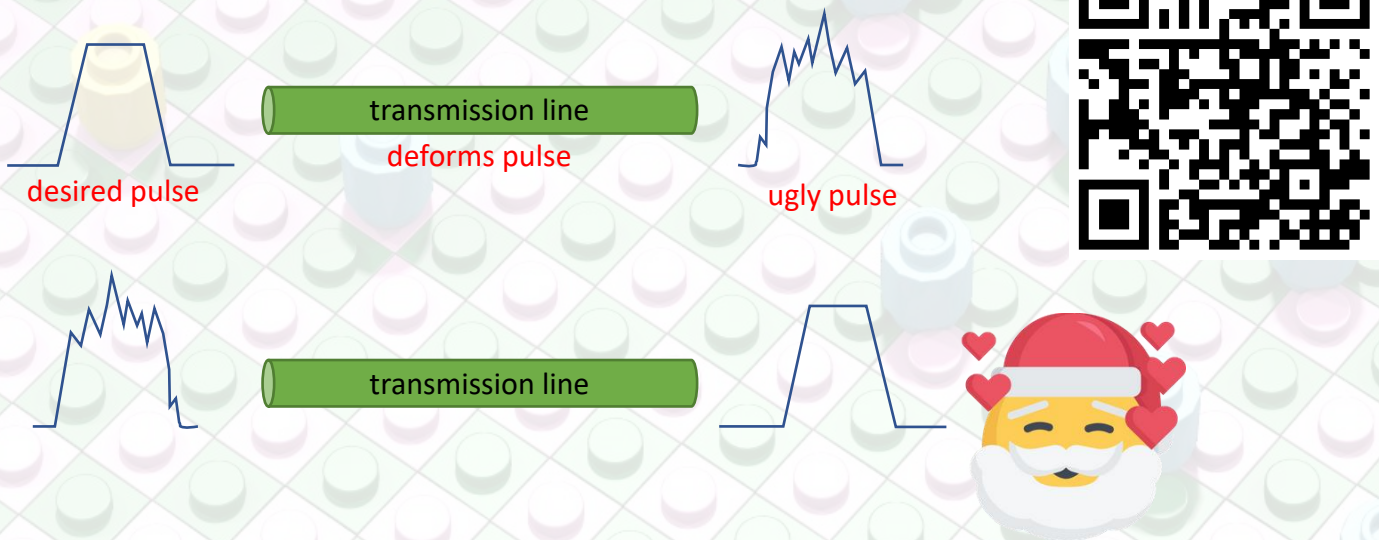 transmission line
deforms pulse
desired pulse
ugly pulse
transmission line